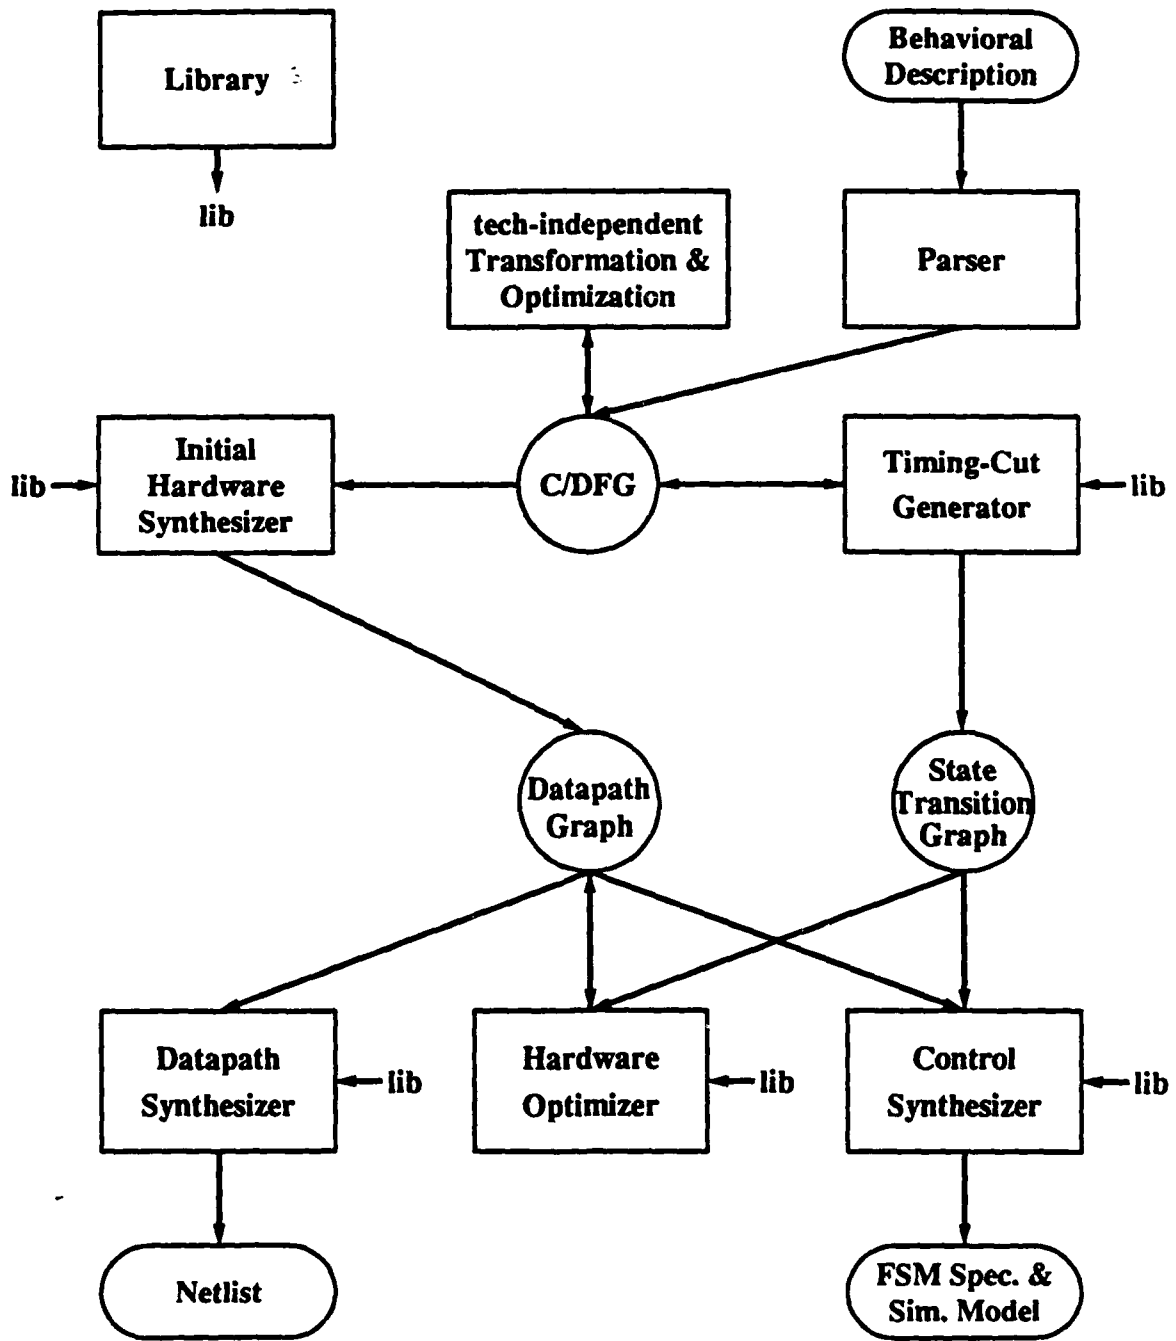 Library
Behavioral
Description
lib
tech-independent
Transformation &
Optimization
Parser
Initial
Hardware
Synthesizer
lib
C/DFG
Timing-Cut
Generator
lib
Datapath
Graph
State
Transition
Graph
Datapath
Synthesizer
lib
Hardware
Optimizer
lib
Control
Synthesizer
lib
Netlist
FSM Spec. &
Sim. Model